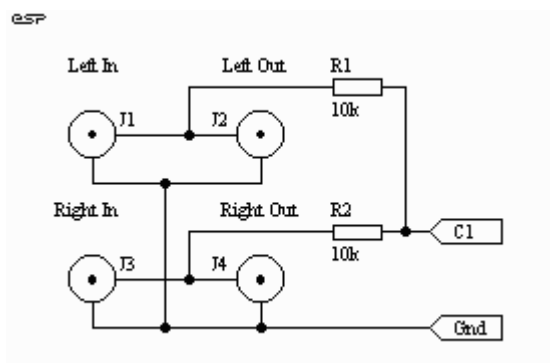 esp
Left In Left Out R1
J1 J2 10k
Right In Right Out R2
C1
J3 J4 10k
Gnd